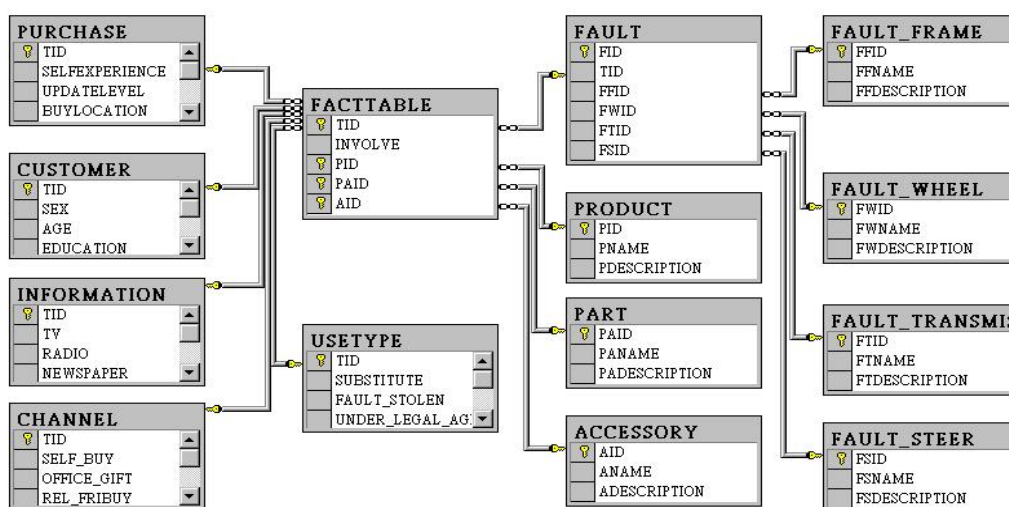 PURCHASE
TID
SELFEXPERIENCE
UPDATELEVEL
BUYLOCATION
CUSTOMER
TID
SEX
AGE
EDUCATION
INFORMATION
TID
TV
RADIO
NEWSPAPER
CHANNEL
TID
SELF_BUY
OFFICE_GIFT
REL_FRIBUY
FACTTABLE
TID
INVOLVE
PID
PAID
AID
USETYPE
TID
SUBSTITUTE
FAULT_STOLEN
UNDER_LEGAL_AG
FAULT
FID
TID
FFID
FWID
FTID
FSID
PRODUCT
PID
PNAME
PDESCRIPTION
PART
PAID
PANAME
PADESCRIPTION
ACCESSORY
AID
ANAME
ADESCRIPTION
FAULT_FRAME
FFID
FFNAME
FFDESCRIPTION
FAULT_WHEEL
FWID
FWNAME
FWDESCRIPTION
FAULT_TRANSMIS
FTID
FTNAME
FTDESCRIPTION
FAULT_STEER
FSID
FSNAME
FSDESCRIPTION